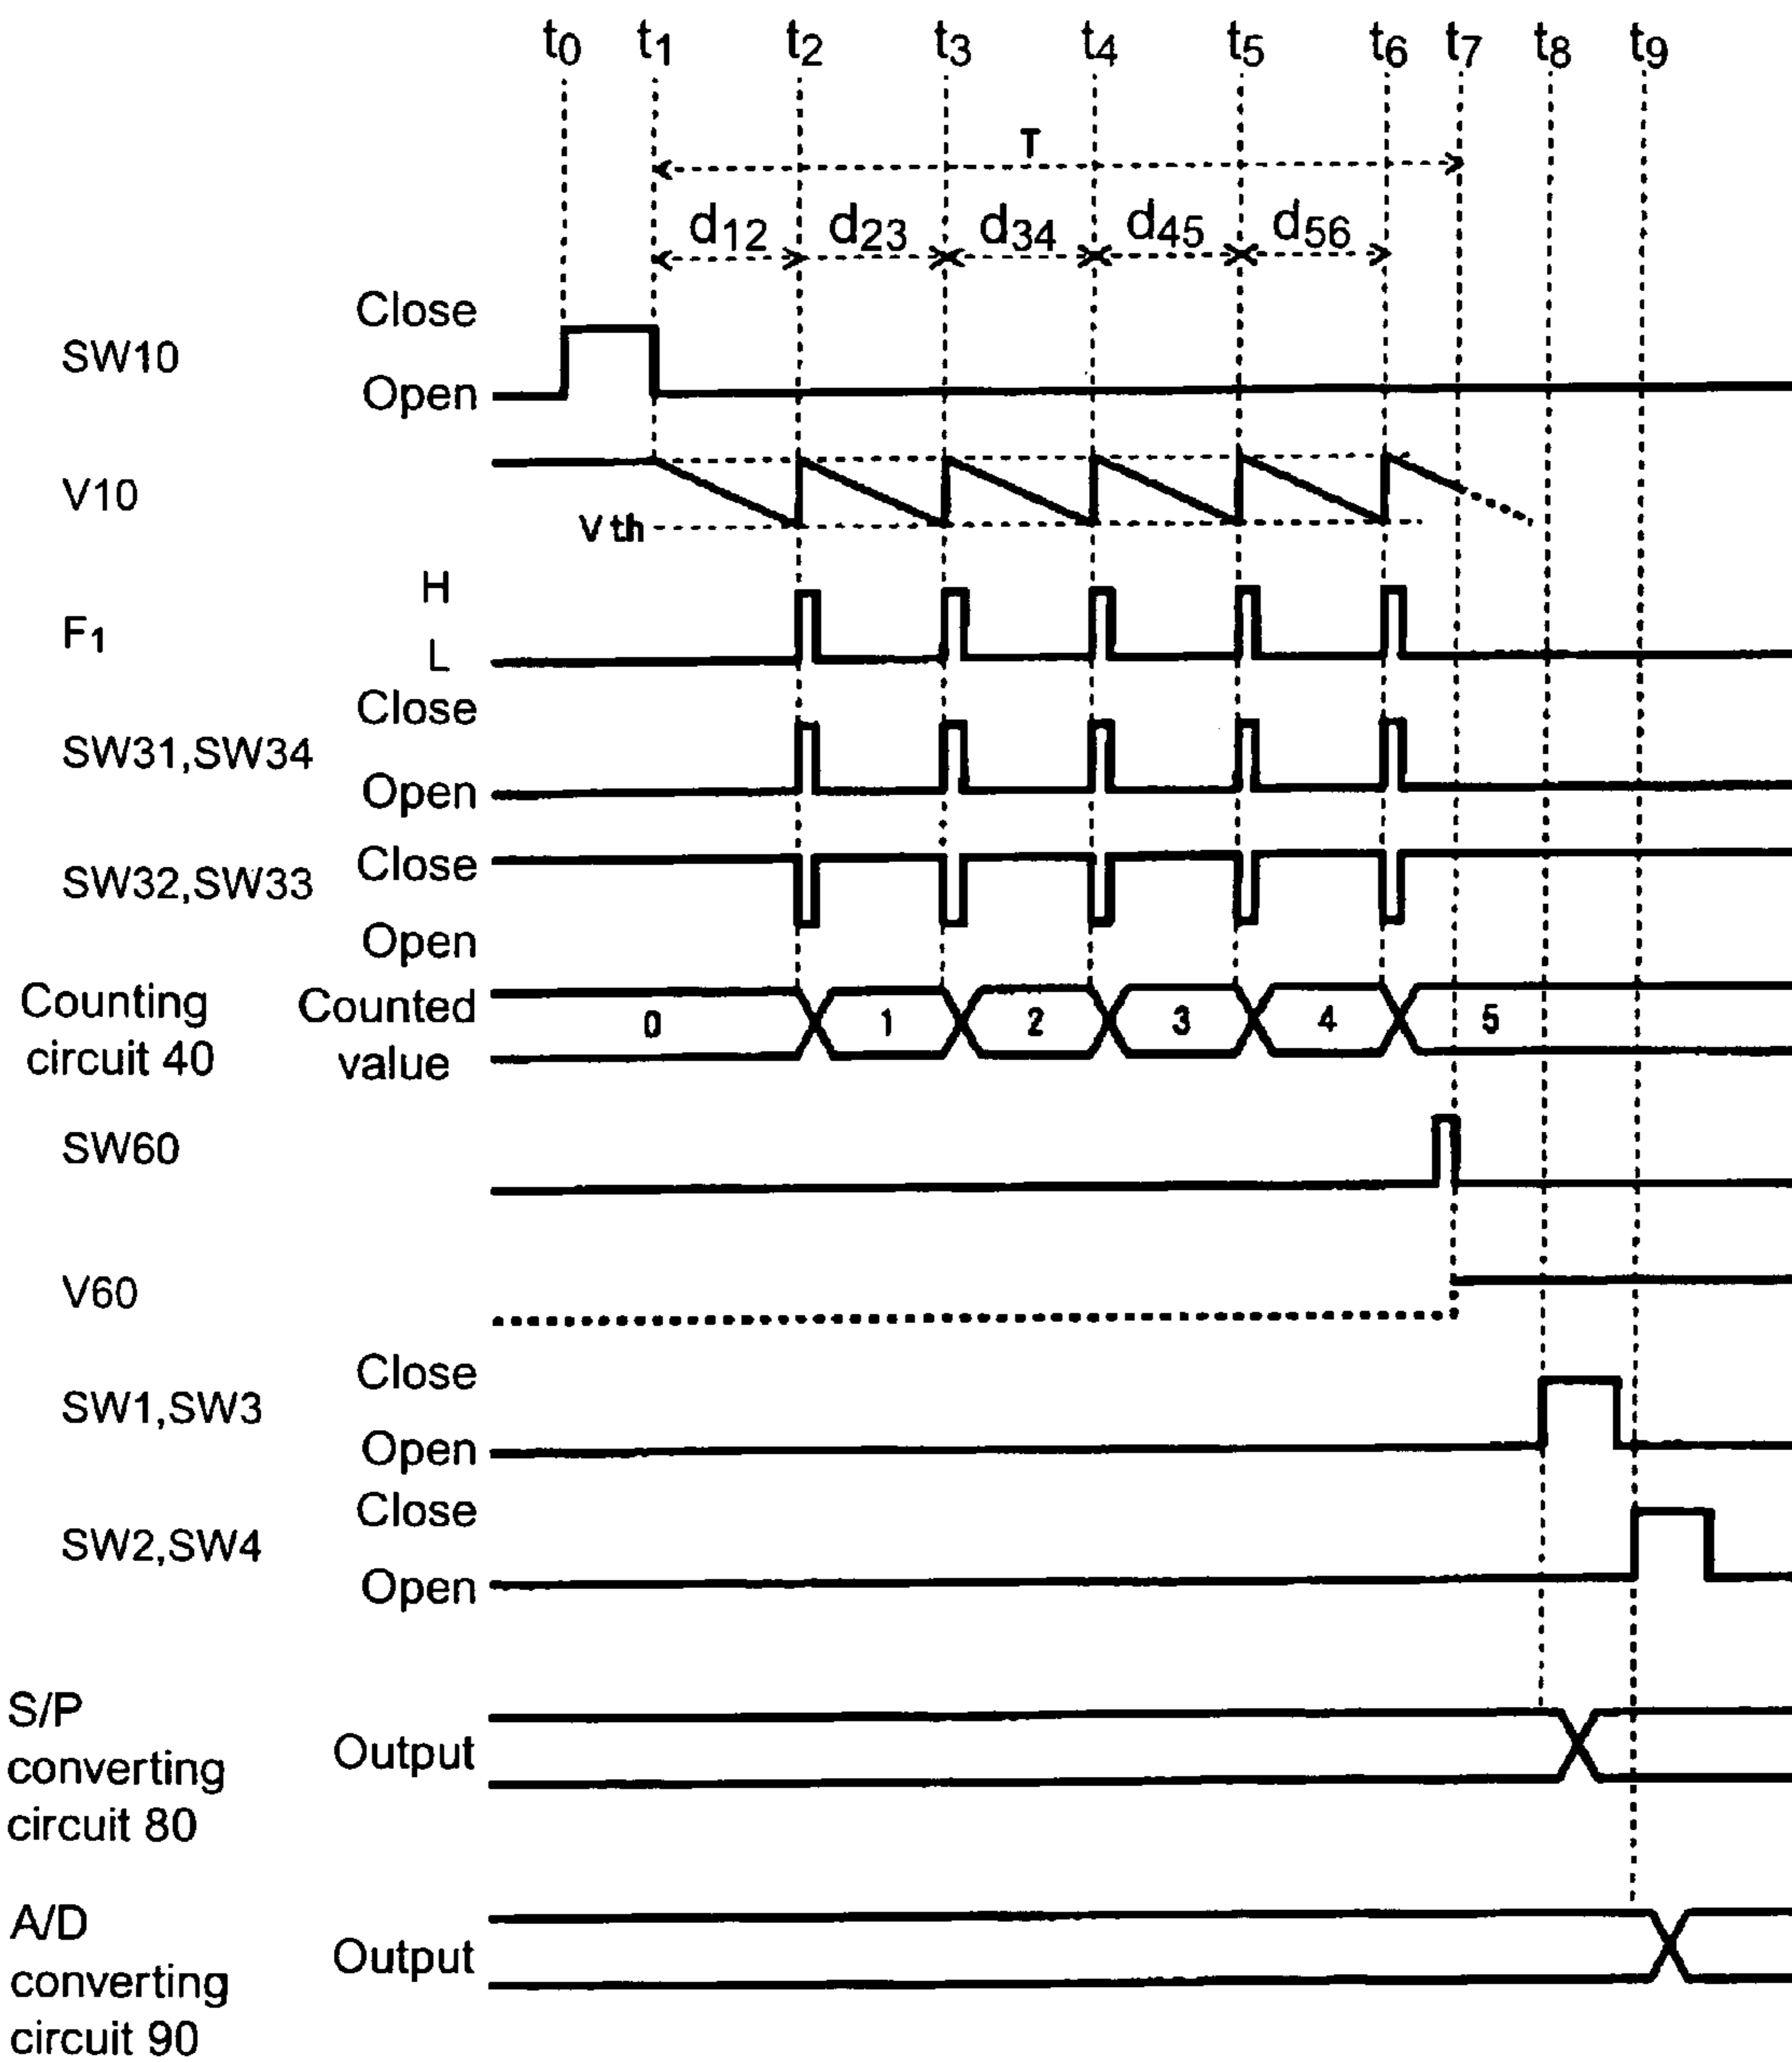 t0 t1 t2 t3 t4 t5 t6 t7 t8 t9
T
d12 d23 d34 d45 d56
Close
SW10
Open
V10
Vth
H
F1
L
Close
SW31,SW34
Open
Close
SW32,SW33
Open
Counting Counted
0 1 2 3 4 5
circuit 40 value
SW60
V60
Close
SW1,SW3
Open
Close
SW2,SW4
Open
S/P
converting Output
circuit 80
A/D
converting Output
circuit 90